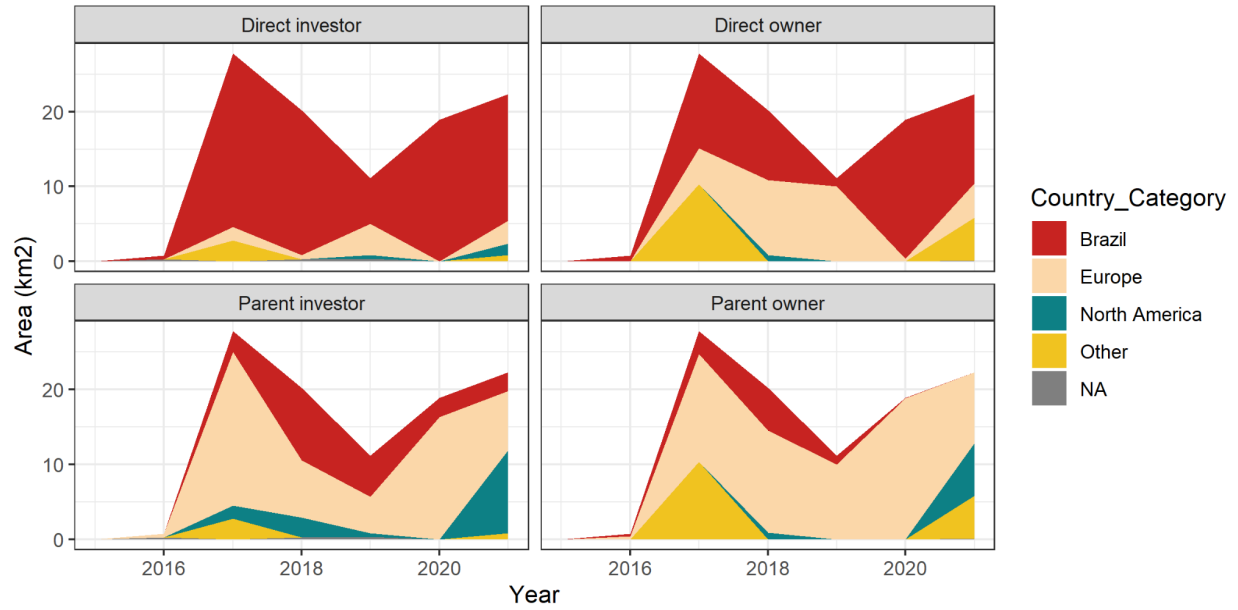 Direct investor
Direct owner
20
10
0
Parent investor
Parent owner
20
10
0
2016
2018
2020
2016
2018
2020
Year
Area (km2)
Country_Category
Brazil
Europe
North America
Other
NA